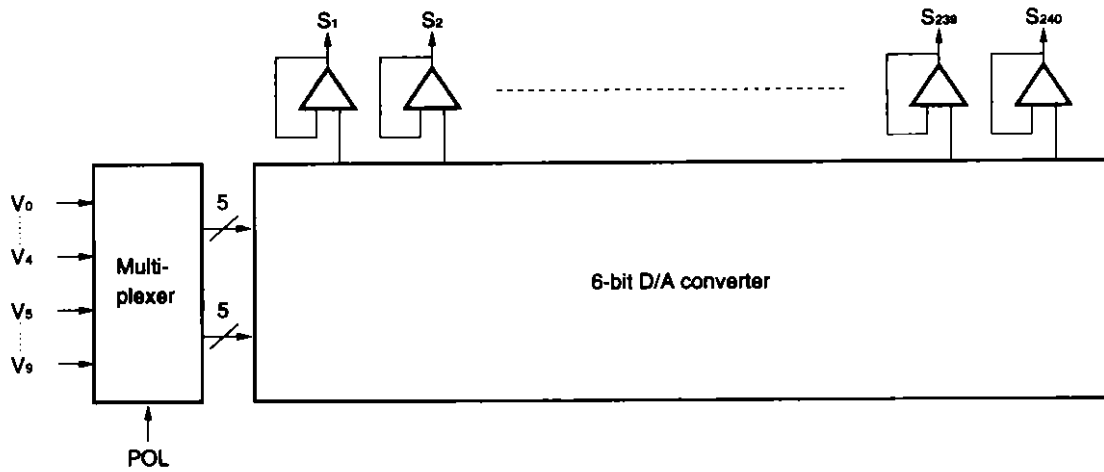 S1
S2
S239
S240
V0
V4
V5
V9
Multi-
plexer
5
5
6-bit D/A converter
POL